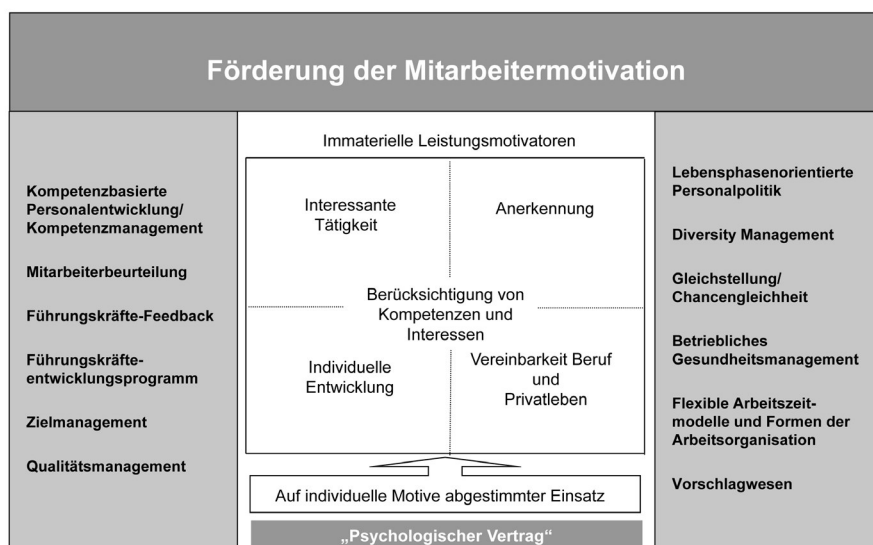 Förderung der Mitarbeitermotivation
Kompetenzbasierte
Personalentwicklung/
Kompetenzmanagement
Mitarbeiterbeurteilung
Führungskräfte-Feedback
Führungskräfte-
entwicklungsprogramm
Zielmanagement
Qualitätsmanagement
Immaterielle Leistungsmotivatoren
Interessante
Tätigkeit
Anerkennung
Berücksichtigung von
Kompetenzen und
Interessen
Individuelle
Entwicklung
Vereinbarkeit Beruf
und
Privatleben
Auf individuelle Motive abgestimmter Einsatz
„Psychologischer Vertrag“
Lebensphasenorientierte
Personalpolitik
Diversity Management
Gleichstellung/
Chancengleichheit
Betriebliches
Gesundheitsmanagement
Flexible Arbeitszeit-
modelle und Formen der
Arbeitsorganisation
Vorschlagwesen